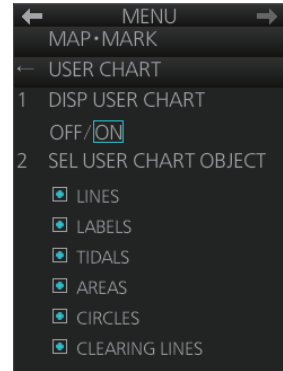 ← MENU →
MAP•MARK
← USER CHART
1 DISP USER CHART
OFF/ON
2 SEL USER CHART OBJECT
LINES
LABELS
TIDALS
AREAS
CIRCLES
CLEARING LINES